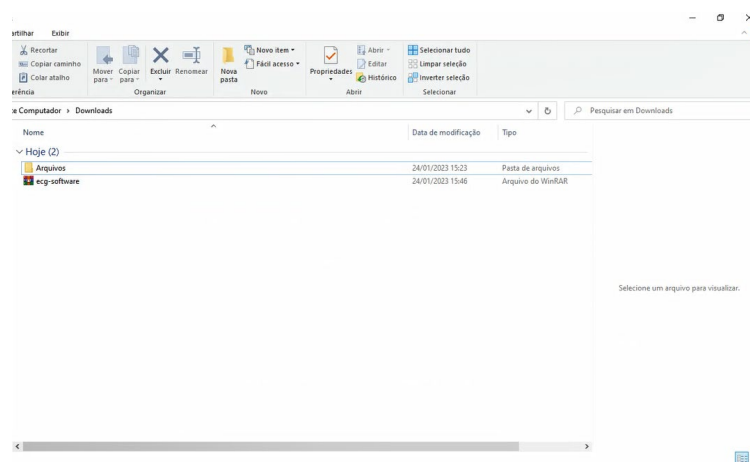 artilhar Exibir
Recortar
Copiar caminho
Colar atalho
erência
Mover para
Copiar para
Excluir
Renomear
Organizar
Nova pasta
Novo item
Fácil acesso
Novo
Propriedades
Abrir
Editar
Histórico
Abrir
Selecionar tudo
Limpar seleção
Inverter seleção
Selecionar
te Computador > Downloads
Pesquisar em Downloads
Nome Data de modificação Tipo
Hoje (2)
Arquivos 24/01/2023 15:23 Pasta de arquivos
ecg-software 24/01/2023 15:46 Arquivo do WinRAR
Selecione um arquivo para visualizar.